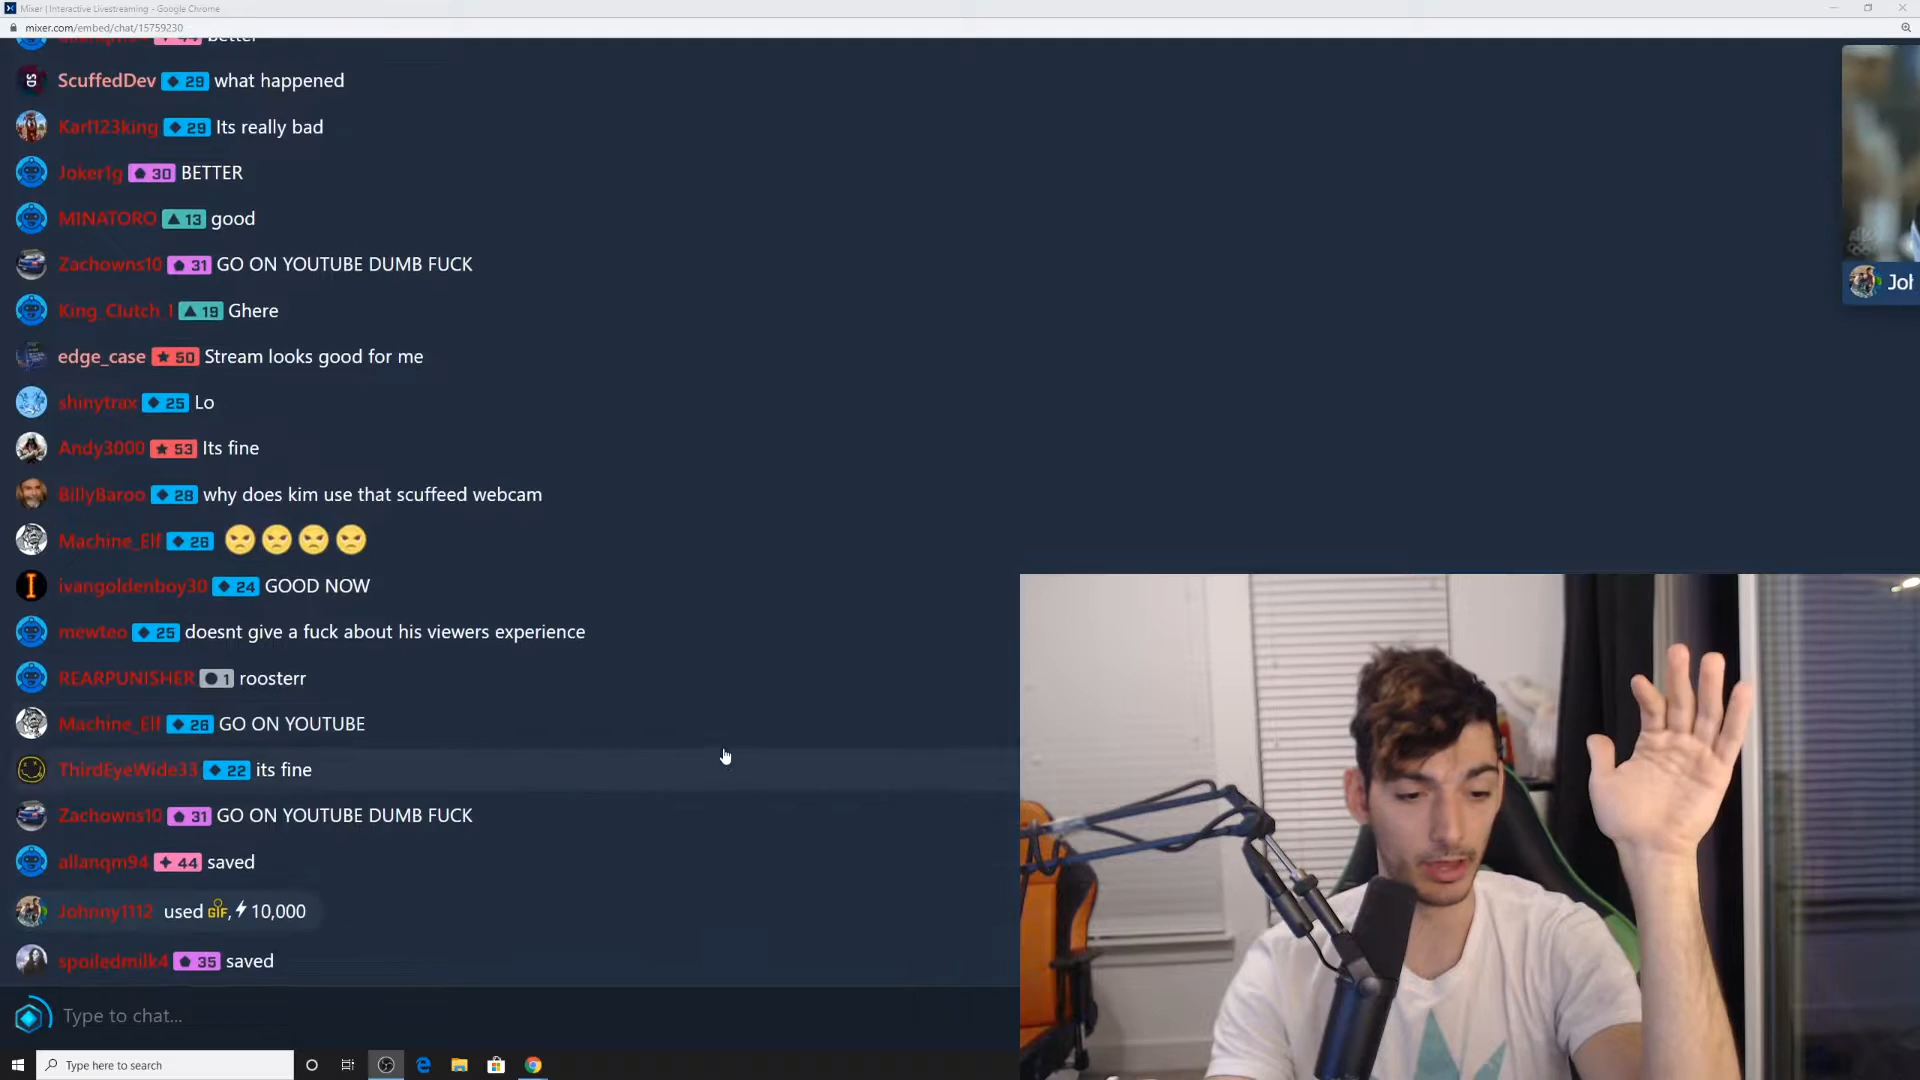 Mixer | Interactive Livestreaming - Google Chrome
mixer.com/embed/chat/15759230
better
ScuffedDev 29 what happened
Karl123king 29 Its really bad
Joker1g 30 BETTER
MINATORO 13 good
Zachowns10 31 GO ON YOUTUBE DUMB FUCK
King_Clutch_I 19 Ghere
edge_case 50 Stream looks good for me
shinytrax 25 Lo
Andy3000 53 Its fine
BillyBaroo 28 why does kim use that scuffeed webcam
Machine_Elf 26
ivangoldenboy30 24 GOOD NOW
mewteo 25 doesnt give a fuck about his viewers experience
REARPUNISHER 1 roosterr
Machine_Elf 26 GO ON YOUTUBE
ThirdEyeWide33 22 its fine
Zachowns10 31 GO ON YOUTUBE DUMB FUCK
allanqm94 44 saved
Johnny1112 used GIF, 10,000
spoiledmilk4 35 saved
Type to chat...
Type here to search
Joh